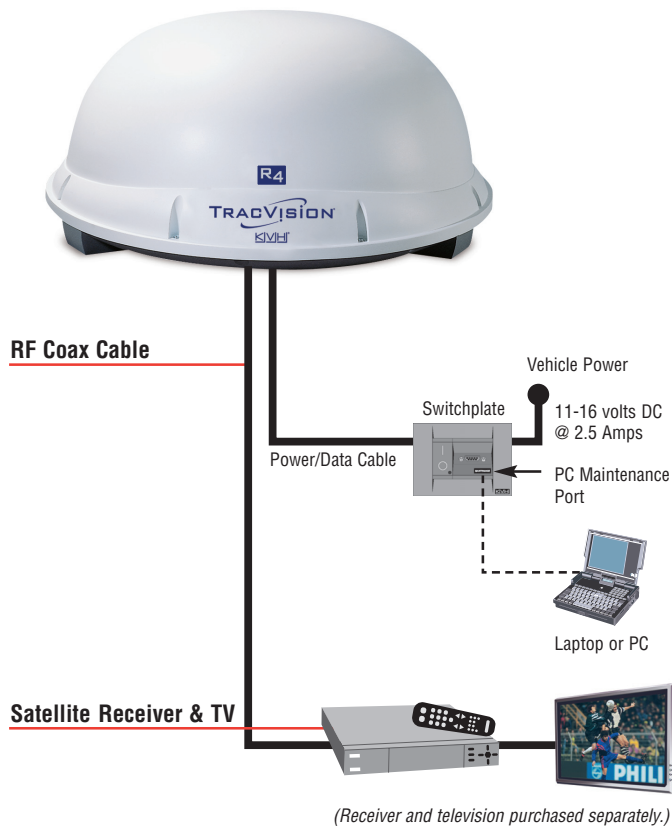 R4
TRACVISION
KVH
RF Coax Cable
Vehicle Power
Switchplate
11-16 volts DC
@ 2.5 Amps
Power/Data Cable
PC Maintenance
Port
KVH
Laptop or PC
Satellite Receiver & TV
PHILI
(Receiver and television purchased separately.)